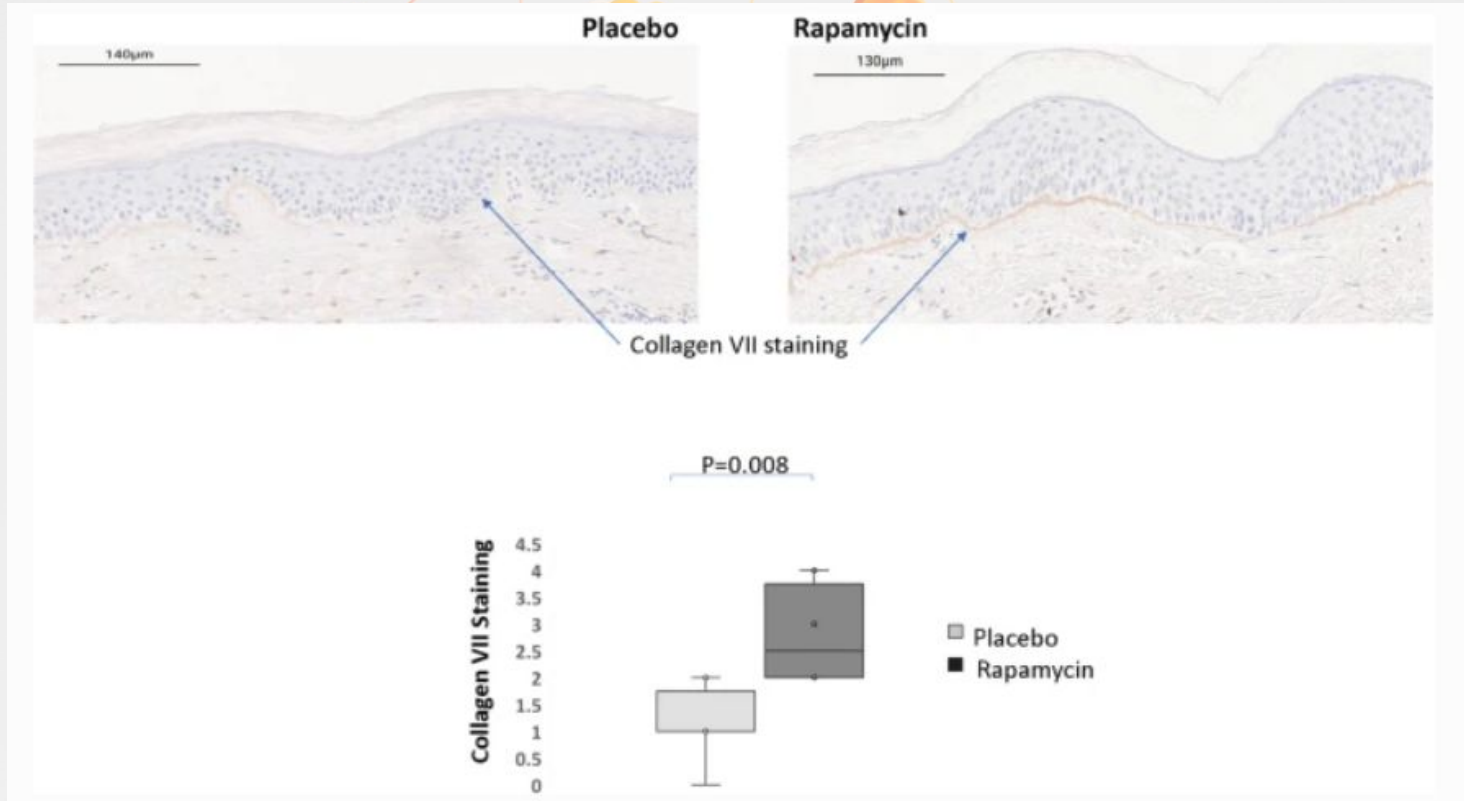 Placebo
Rapamycin
140µm
130µm
Collagen VII staining
P=0.008
Collagen VII Staining
4.5
4
3.5
3
2.5
2
1.5
1
0.5
0
Placebo
Rapamycin